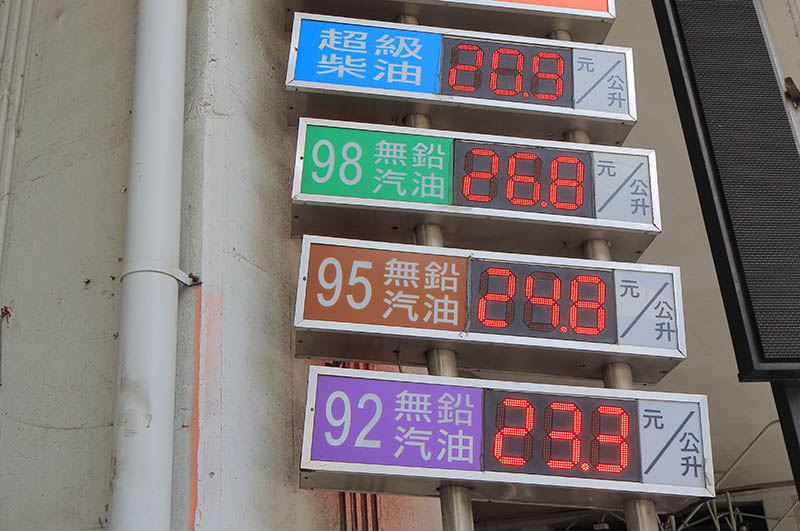 超級
柴油
20.9
元/公升
98
無鉛
汽油
26.8
元/公升
95
無鉛
汽油
24.8
元/公升
92
無鉛
汽油
23.3
元/公升